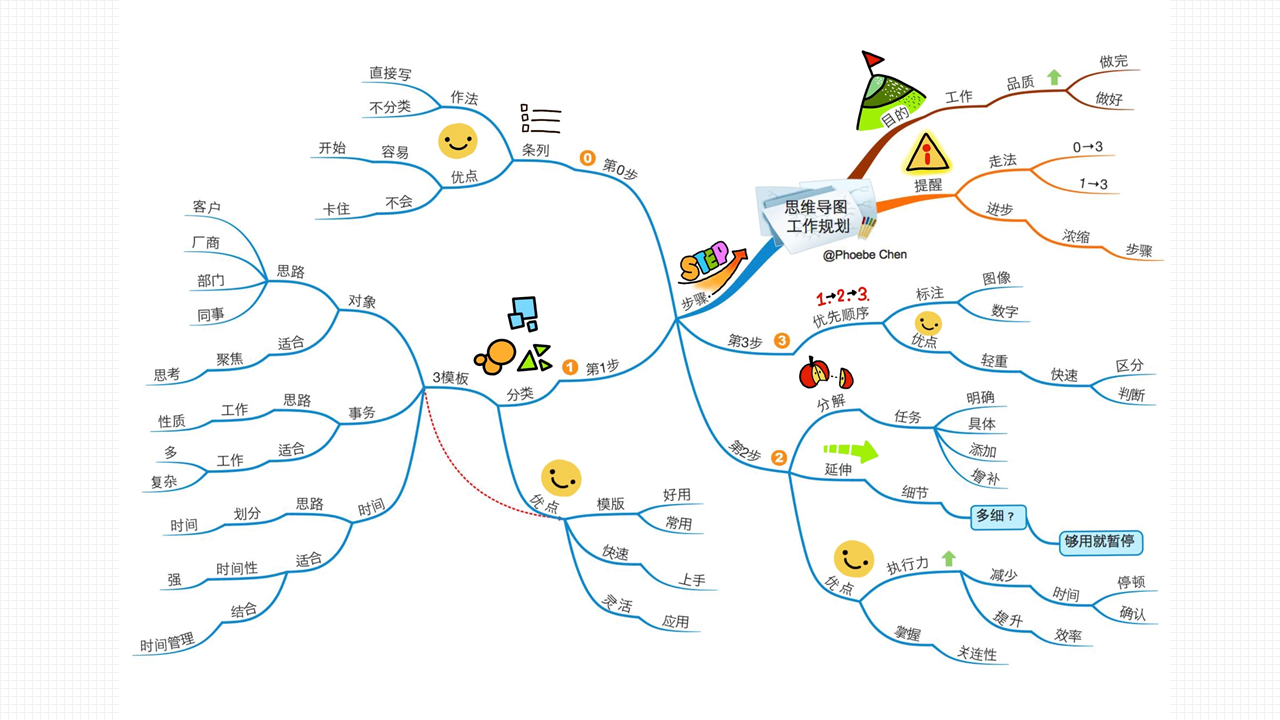 思维导图
工作规划
@Phoebe Chen
目的
工作
品质
做完
做好
提醒
走法
0→3
1→3
进步
浓缩
步骤
STEP
步骤
0
第0步
条列
作法
直接写
不分类
优点
容易
开始
不会
卡住
1
第1步
分类
3模板
对象
思路
客户
厂商
部门
同事
适合
聚焦
思考
事务
思路
工作
性质
适合
工作
多
复杂
时间
思路
划分
时间
适合
时间性
强
结合
时间管理
优点
模版
好用
常用
快速
上手
灵活
应用
2
第2步
分解
任务
明确
具体
添加
增补
延伸
细节
多细？
够用就暂停
优点
执行力
减少
时间
停顿
确认
提升
效率
掌握
关连性
3
第3步
1.→2.→3.
优先顺序
标注
图像
数字
优点
轻重
快速
区分
判断